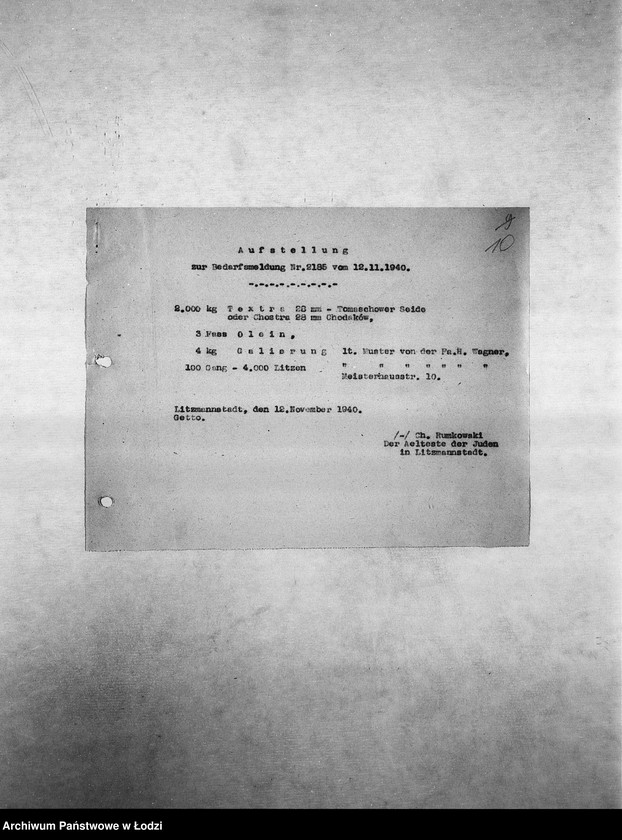 9
10
Aufstellung
zur Bedarfsmeldung Nr.2185 vom 12.11.1940.
-.-.-.-.-.-.-.-
2.000 kg Textra 28 mm - Tomaschower Seide
oder Chostra 28 mm Chodaków,
3 Fass Olein,
4 kg Galierung lt. Muster von der Fa.H. Wagner,
100 Gang - 4.000 Litzen " " " " " " "
Meisterhausstr. 10.
Litzmannstadt, den 12.November 1940.
Getto.
/-/ Ch. Rumkowski
Der Aelteste der Juden
in Litzmannstadt.
Archiwum Państwowe w Łodzi